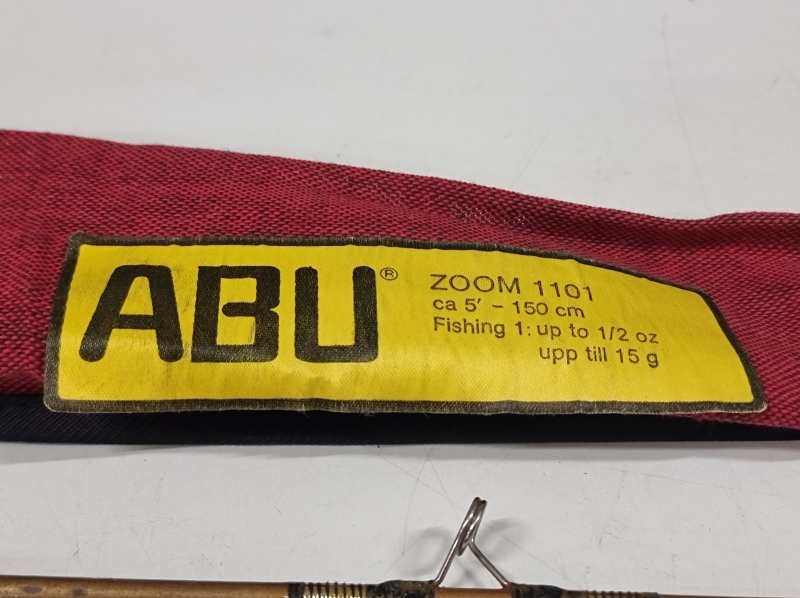 ABU®
ZOOM 1101
ca 5′ – 150 cm
Fishing 1: up to 1/2 oz
upp till 15 g